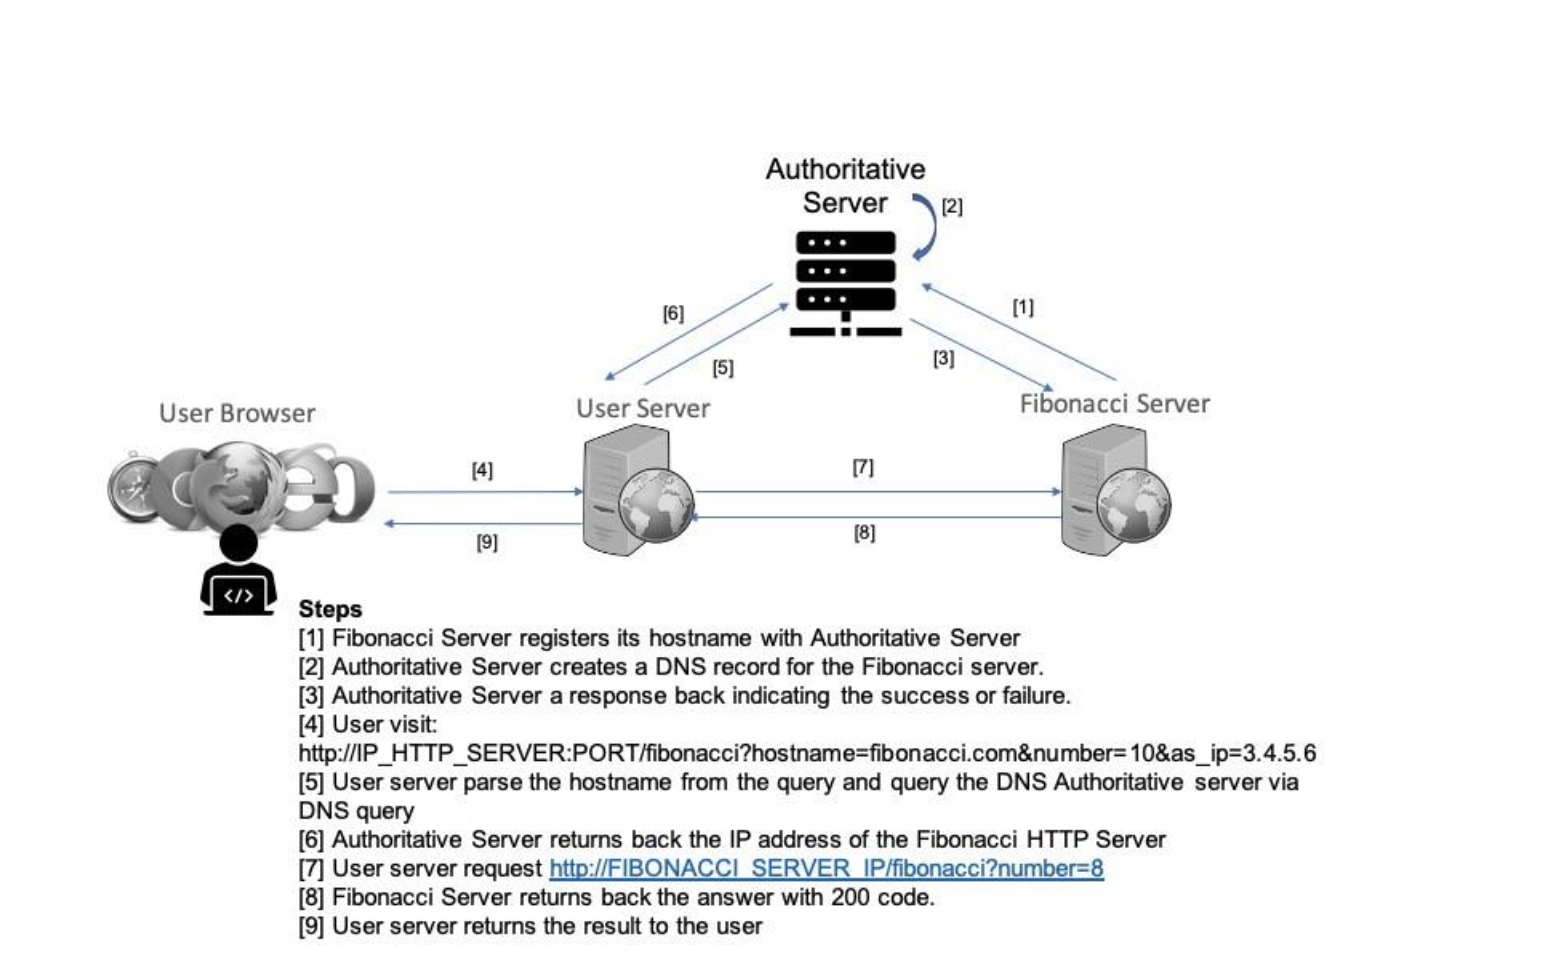 Authoritative
Server
[2]
[6]
[1]
[5]
[3]
User Browser
User Server
Fibonacci Server
[4]
[7]
[9]
[8]
</>
Steps
[1] Fibonacci Server registers its hostname with Authoritative Server
[2] Authoritative Server creates a DNS record for the Fibonacci server.
[3] Authoritative Server a response back indicating the success or failure.
[4] User visit:
http://IP_HTTP_SERVER:PORT/fibonacci?hostname=fibonacci.com&number=10&as_ip=3.4.5.6
[5] User server parse the hostname from the query and query the DNS Authoritative server via
DNS query
[6] Authoritative Server returns back the IP address of the Fibonacci HTTP Server
[7] User server request http://FIBONACCI_SERVER_IP/fibonacci?number=8
[8] Fibonacci Server returns back the answer with 200 code.
[9] User server returns the result to the user